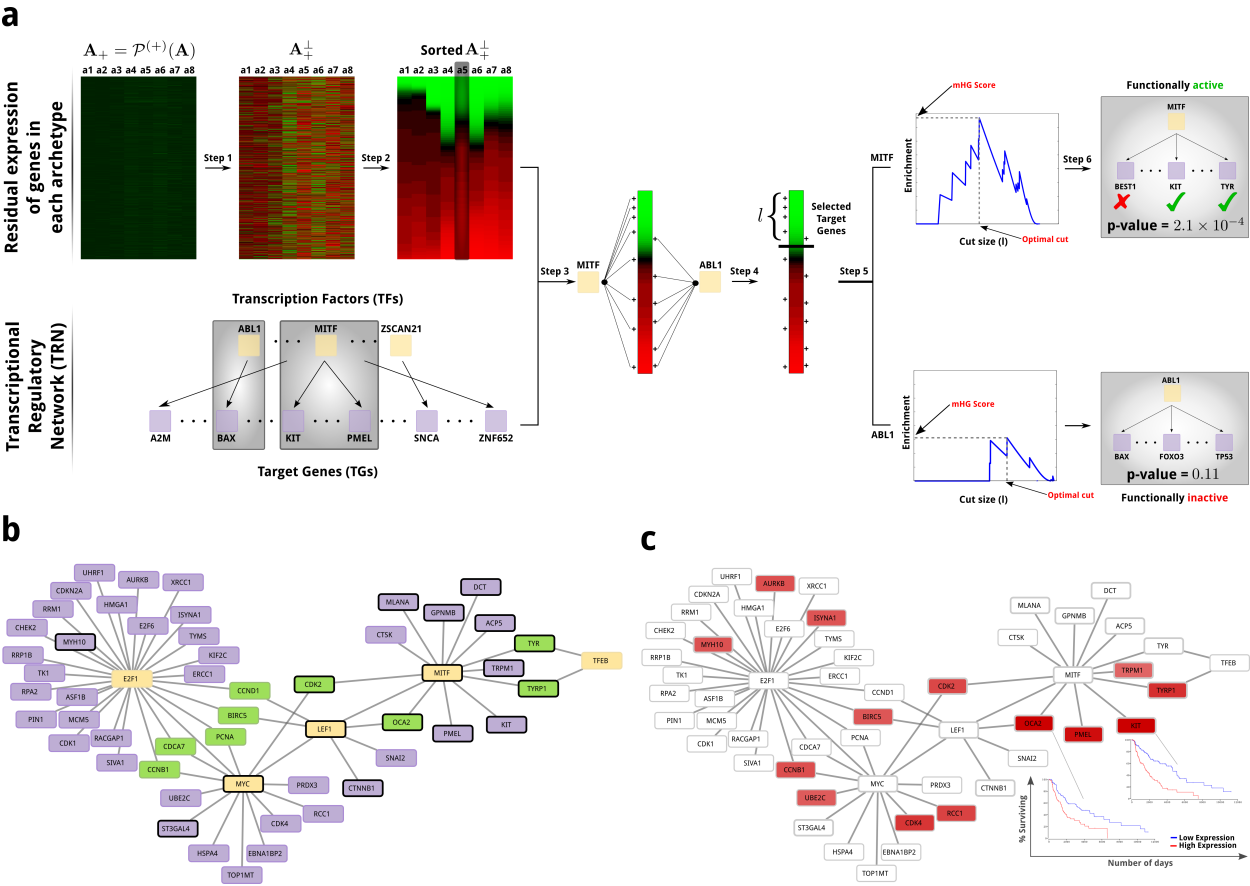 a
A₊ = 𝒫⁽⁺⁾(A)
A₊^⊥
Sorted A₊^⊥
a1 a2 a3 a4 a5 a6 a7 a8
a1 a2 a3 a4 a5 a6 a7 a8
a1 a2 a3 a4 a5 a6 a7 a8
Residual expression
of genes in
each archetype
Step 1
Step 2
Transcription Factors (TFs)
Transcriptional
Regulatory
Network (TRN)
ABL1
MITF
ZSCAN21
A2M
BAX
KIT
PMEL
SNCA
ZNF652
Target Genes (TGs)
Step 3
MITF
ABL1
Step 4
l
Selected
Target
Genes
Step 5
MITF
ABL1
mHG Score
Enrichment
Cut size (l)
Optimal cut
Step 6
Functionally active
MITF
BEST1
KIT
TYR
p-value = 2.1 × 10⁻⁴
mHG Score
Enrichment
Cut size (l)
Optimal cut
ABL1
BAX
FOXO3
TP53
p-value = 0.11
Functionally inactive
b
UHRF1
AURKB
XRCC1
CDKN2A
HMGA1
RRM1
ISYNA1
CHEK2
E2F6
MYH10
TYMS
RRP1B
KIF2C
TK1
E2F1
ERCC1
RPA2
ASF1B
CCND1
PIN1
MCM5
BIRC5
CDK1
RACGAP1
PCNA
SIVA1
CDCA7
CCNB1
MYC
PRDX3
UBE2C
RCC1
ST3GAL4
CDK4
HSPA4
EBNA1BP2
TOP1MT
DCT
MLANA
GPNMB
ACP5
CTSK
TYR
TFEB
MITF
TRPM1
CDK2
TYRP1
OCA2
LEF1
PMEL
KIT
SNAI2
CTNNB1
c
UHRF1
AURKB
XRCC1
CDKN2A
HMGA1
RRM1
ISYNA1
CHEK2
E2F6
MYH10
TYMS
RRP1B
KIF2C
TK1
E2F1
ERCC1
RPA2
ASF1B
CCND1
PIN1
MCM5
BIRC5
CDK1
RACGAP1
PCNA
SIVA1
CDCA7
CCNB1
MYC
PRDX3
UBE2C
RCC1
ST3GAL4
CDK4
HSPA4
EBNA1BP2
TOP1MT
DCT
MLANA
GPNMB
ACP5
CTSK
TYR
TFEB
MITF
TRPM1
CDK2
TYRP1
OCA2
LEF1
PMEL
KIT
SNAI2
CTNNB1
% Surviving
Low Expression
High Expression
Number of days